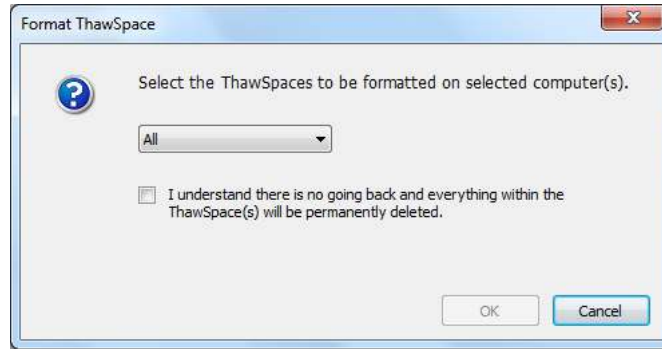 Format ThawSpace
Select the ThawSpaces to be formatted on selected computer(s).
All
I understand there is no going back and everything within the
ThawSpace(s) will be permanently deleted.
OK
Cancel